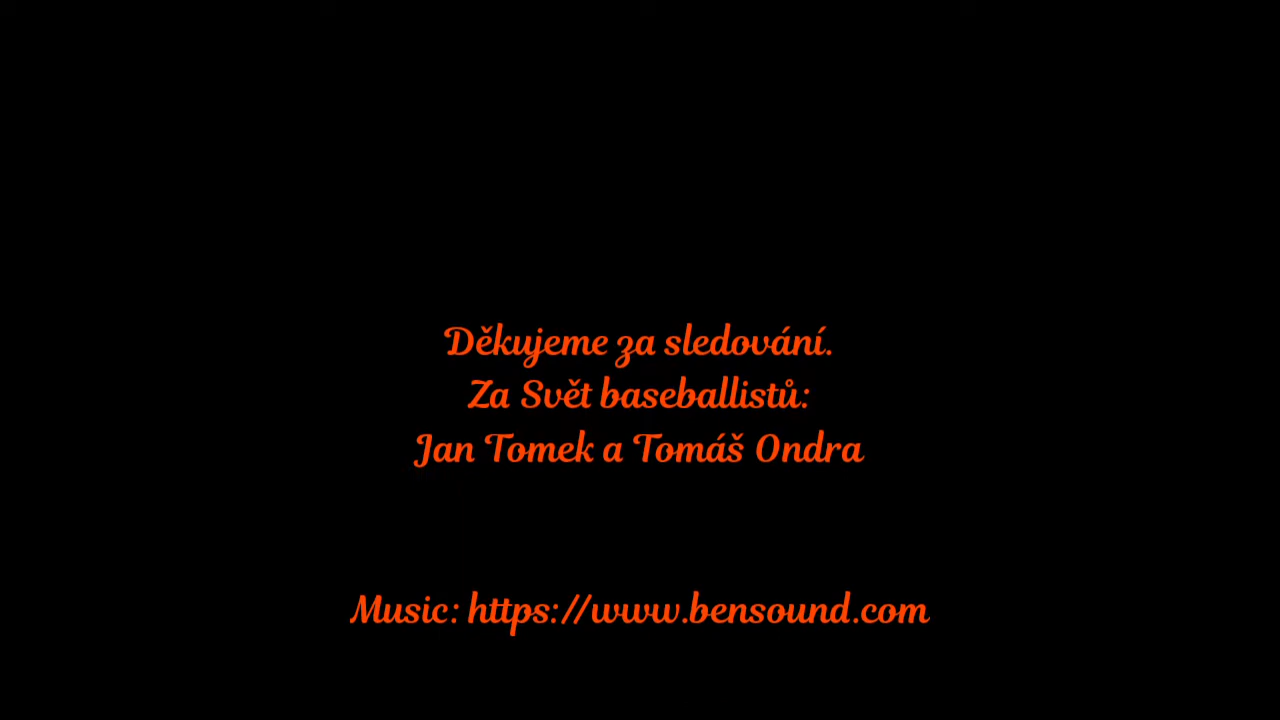 Děkujeme za sledování.
Za Svět baseballistů:
Jan Tomek a Tomáš Ondra
Music: https://www.bensound.com